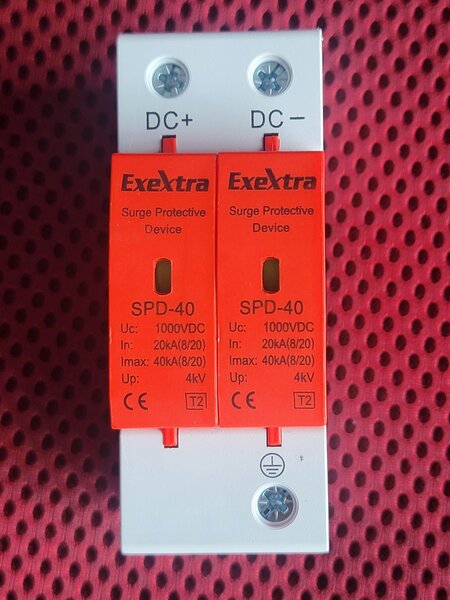 DC+ DC-
ExeXtra
Surge Protective
Device
SPD-40
Uc: 1000VDC
In: 20kA(8/20)
Imax: 40kA(8/20)
Up: 4kV
CE T2
ExeXtra
Surge Protective
Device
SPD-40
Uc: 1000VDC
In: 20kA(8/20)
Imax: 40kA(8/20)
Up: 4kV
CE T2